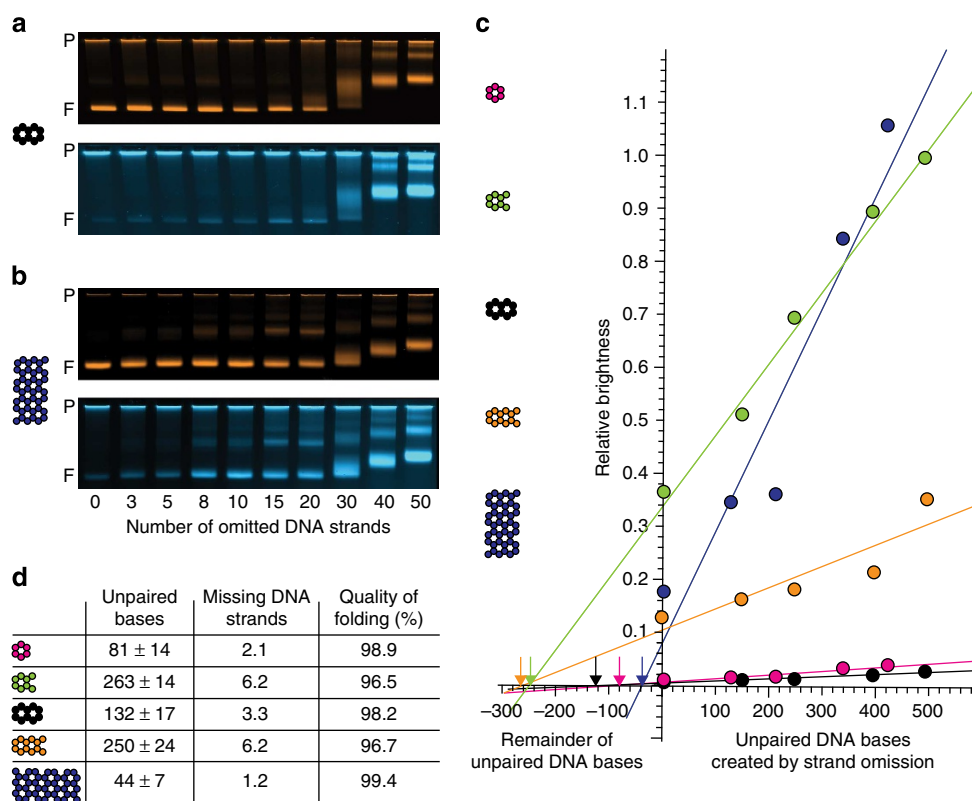 a
P
F
P
F
b
P
F
P
F
0 3 5 8 10 15 20 30 40 50
Number of omitted DNA strands
c
1.1
1.0
0.9
0.8
0.7
0.6
0.5
0.4
0.3
0.2
0.1
Relative brightness
–300 –200 –100 100 200 300 400 500
Remainder of
unpaired DNA bases
Unpaired DNA bases
created by strand omission
d
Unpaired
bases
Missing DNA
strands
Quality of
folding (%)
81 ± 14 2.1 98.9
263 ± 14 6.2 96.5
132 ± 17 3.3 98.2
250 ± 24 6.2 96.7
44 ± 7 1.2 99.4